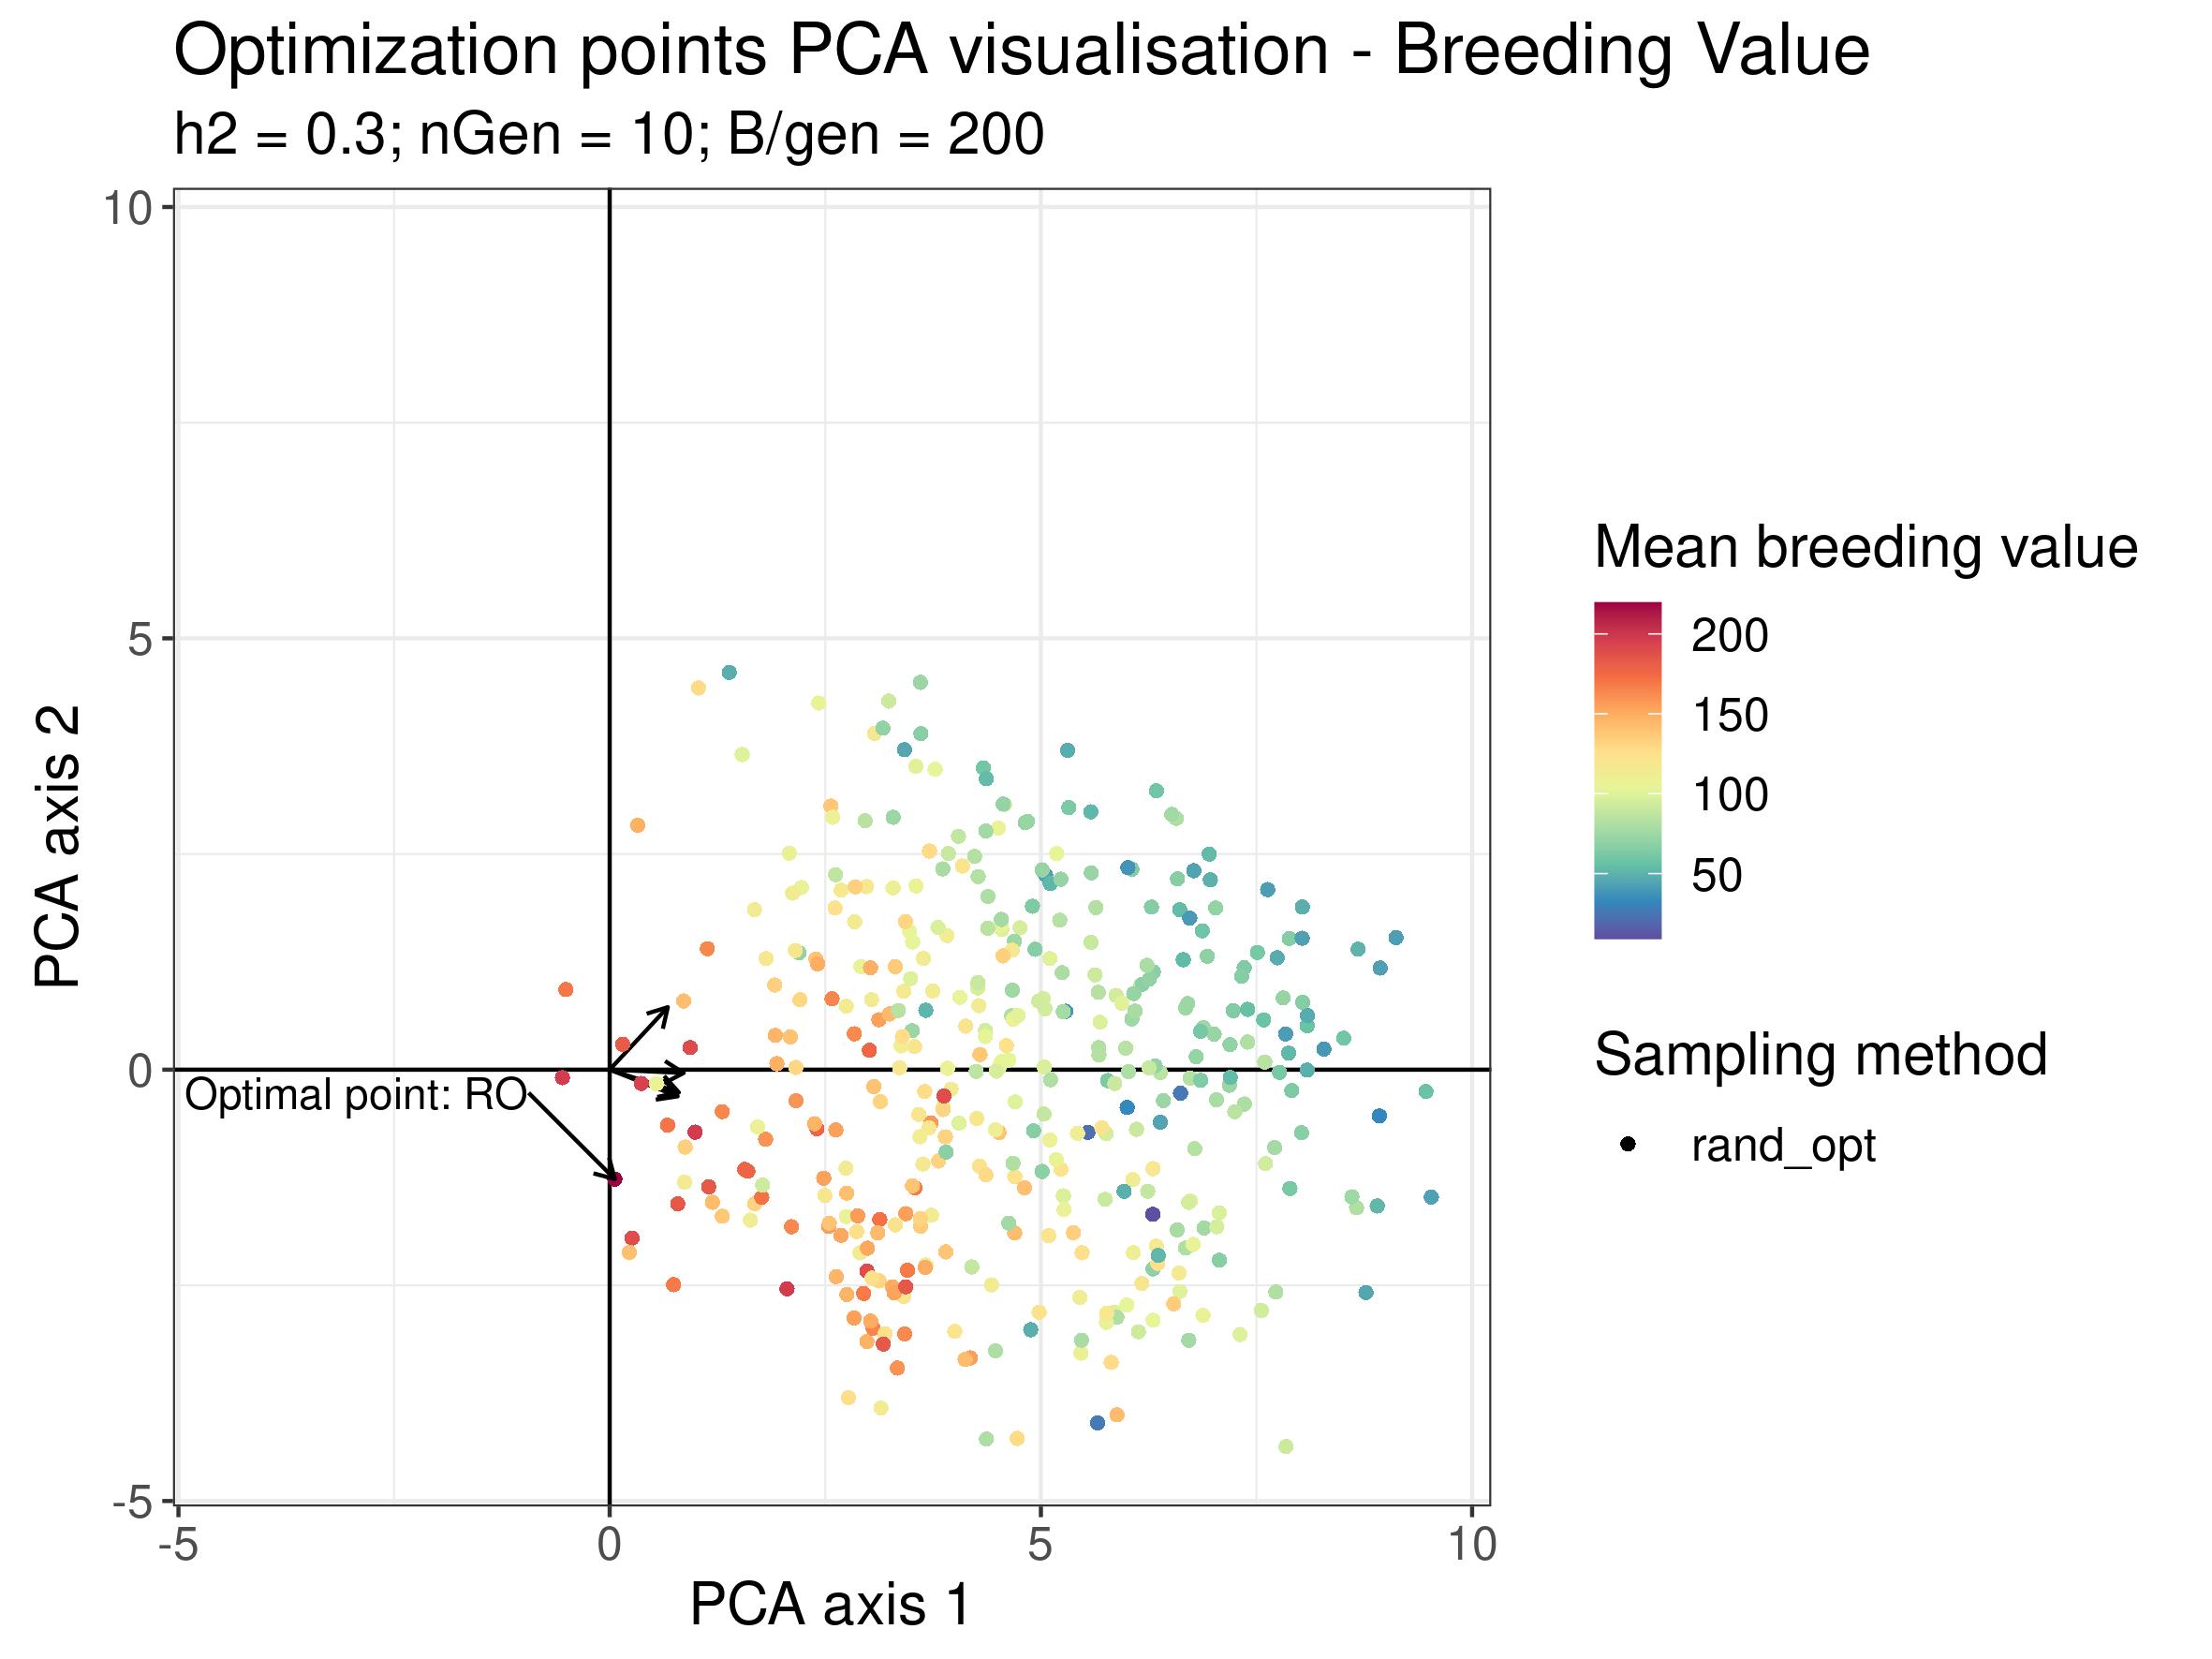 Optimization points PCA visualisation - Breeding Value
h2 = 0.3; nGen = 10; B/gen = 200
10
5
0
-5
PCA axis 2
Optimal point: RO
-5
0
5
10
PCA axis 1
Mean breeding value
200
150
100
50
Sampling method
rand_opt